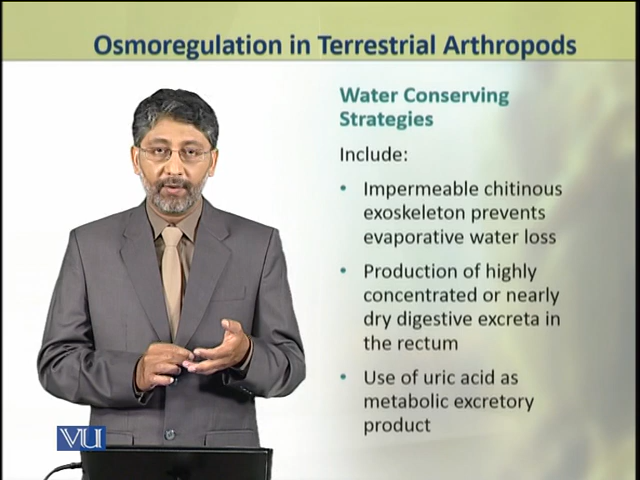 Osmoregulation in Terrestrial Arthropods
Water Conserving
Strategies
Include:
• Impermeable chitinous
exoskeleton prevents
evaporative water loss
• Production of highly
concentrated or nearly
dry digestive excreta in
the rectum
• Use of uric acid as
metabolic excretory
product
VU